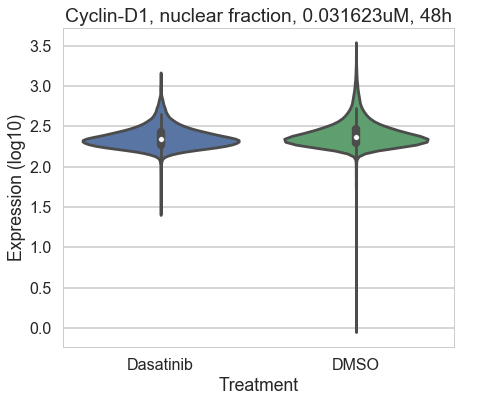 Cyclin-D1, nuclear fraction, 0.031623uM, 48h
3.5
3.0
2.5
2.0
1.5
1.0
0.5
0.0
Expression (log10)
Dasatinib
DMSO
Treatment